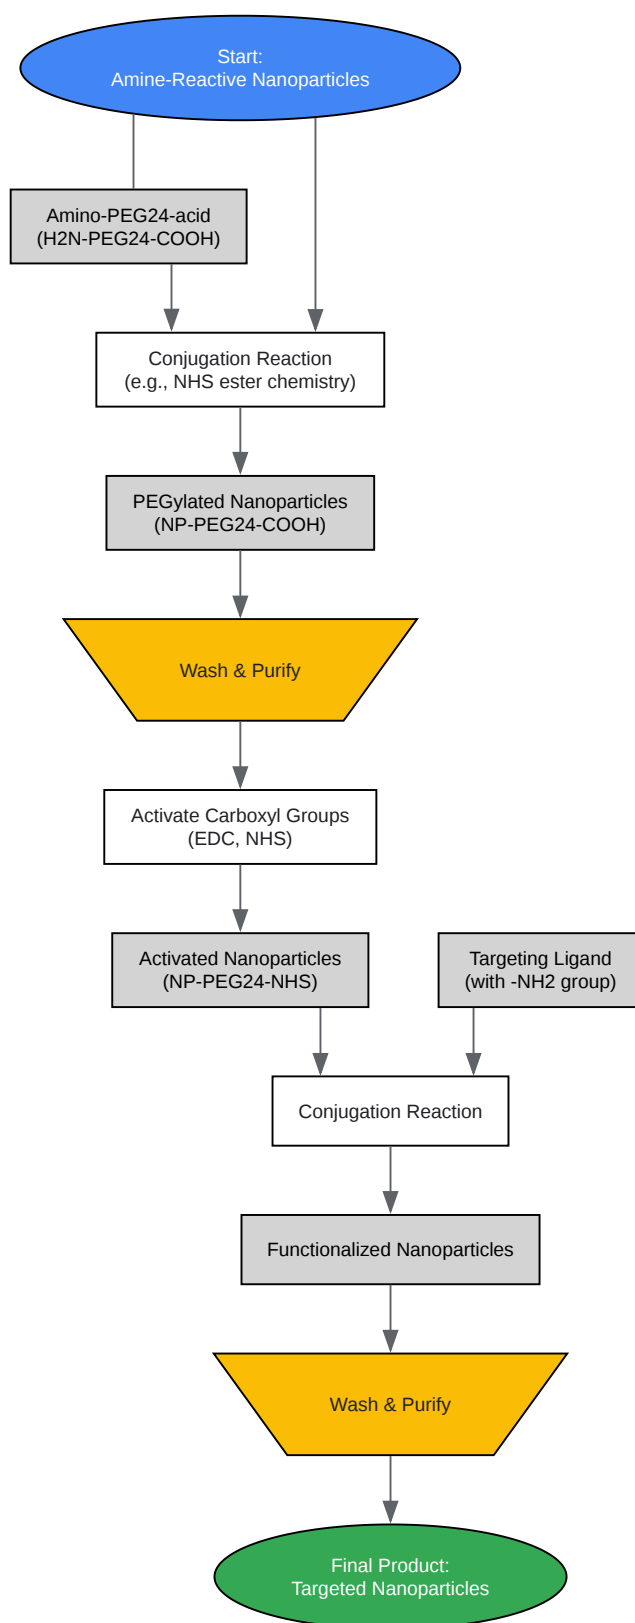 Start:
Amine-Reactive Nanoparticles
Amino-PEG24-acid
(H2N-PEG24-COOH)
Conjugation Reaction
(e.g., NHS ester chemistry)
PEGylated Nanoparticles
(NP-PEG24-COOH)
Wash & Purify
Activate Carboxyl Groups
(EDC, NHS)
Activated Nanoparticles
(NP-PEG24-NHS)
Targeting Ligand
(with -NH2 group)
Conjugation Reaction
Functionalized Nanoparticles
Wash & Purify
Final Product:
Targeted Nanoparticles